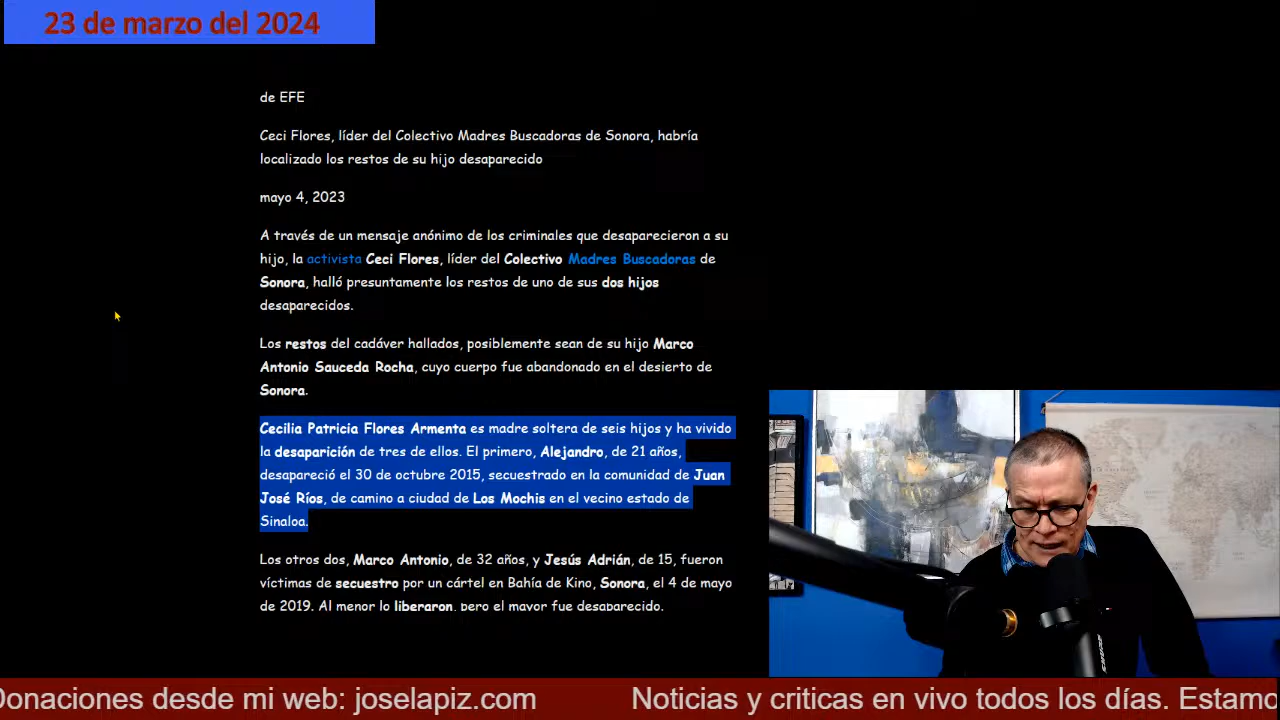 23 de marzo del 2024
de EFE
Ceci Flores, líder del Colectivo Madres Buscadoras de Sonora, habría
localizado los restos de su hijo desaparecido
mayo 4, 2023
A través de un mensaje anónimo de los criminales que desaparecieron a su
hijo, la activista Ceci Flores, líder del Colectivo Madres Buscadoras de
Sonora, halló presuntamente los restos de uno de sus dos hijos
desaparecidos.
Los restos del cadáver hallados, posiblemente sean de su hijo Marco
Antonio Sauceda Rocha, cuyo cuerpo fue abandonado en el desierto de
Sonora.
Cecilia Patricia Flores Armenta es madre soltera de seis hijos y ha vivido
la desaparición de tres de ellos. El primero, Alejandro, de 21 años,
desapareció el 30 de octubre 2015, secuestrado en la comunidad de Juan
José Ríos, de camino a ciudad de Los Mochis en el vecino estado de
Sinaloa.
Los otros dos, Marco Antonio, de 32 años, y Jesús Adrián, de 15, fueron
víctimas de secuestro por un cártel en Bahía de Kino, Sonora, el 4 de mayo
de 2019. Al menor lo liberaron, pero el mayor fue desaparecido.
Donaciones desde mi web: joselapiz.com Noticias y criticas en vivo todos los días. Estamo